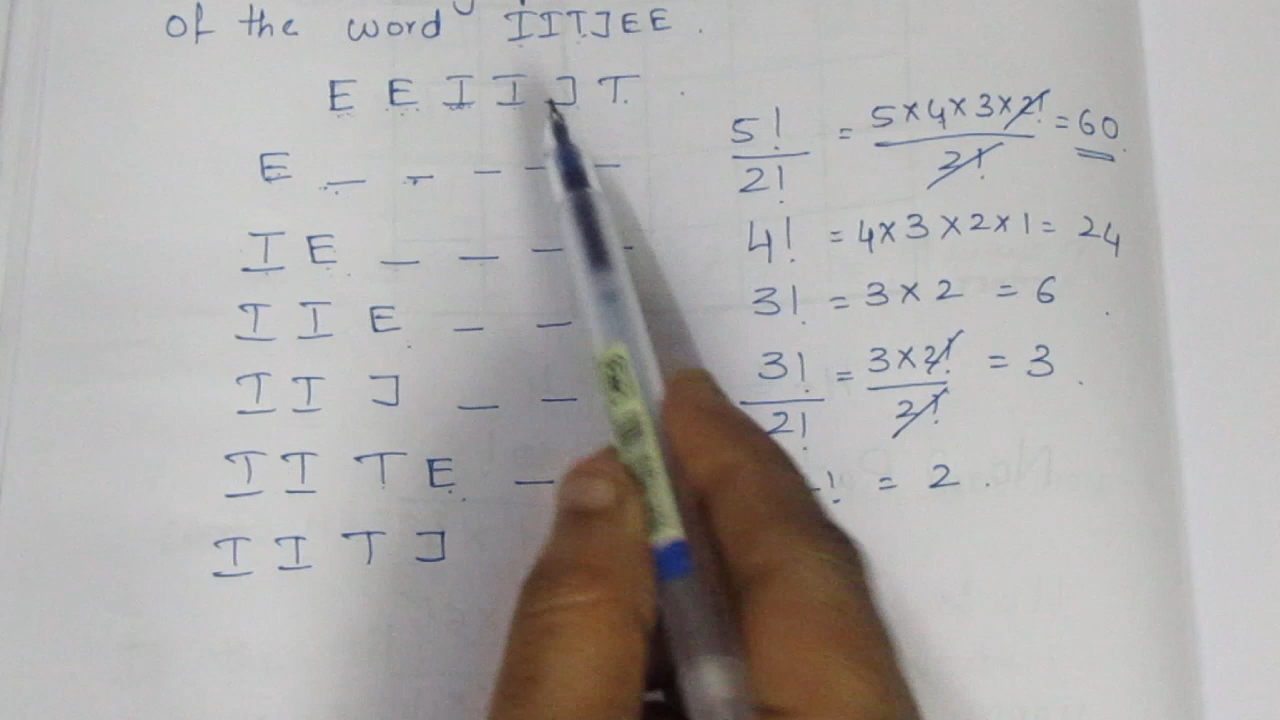 of the word IITJEE.
E E I I J T.
E _ _ _ _ _ 5!/2! = 5×4×3×2!/2! = 60
I E _ _ _ _ 4! = 4×3×2×1 = 24
I I E _ _ 3! = 3×2 = 6
I I J _ _ 3!/2! = 3×2!/2! = 3
I I T E _ ! = 2.
I I T J